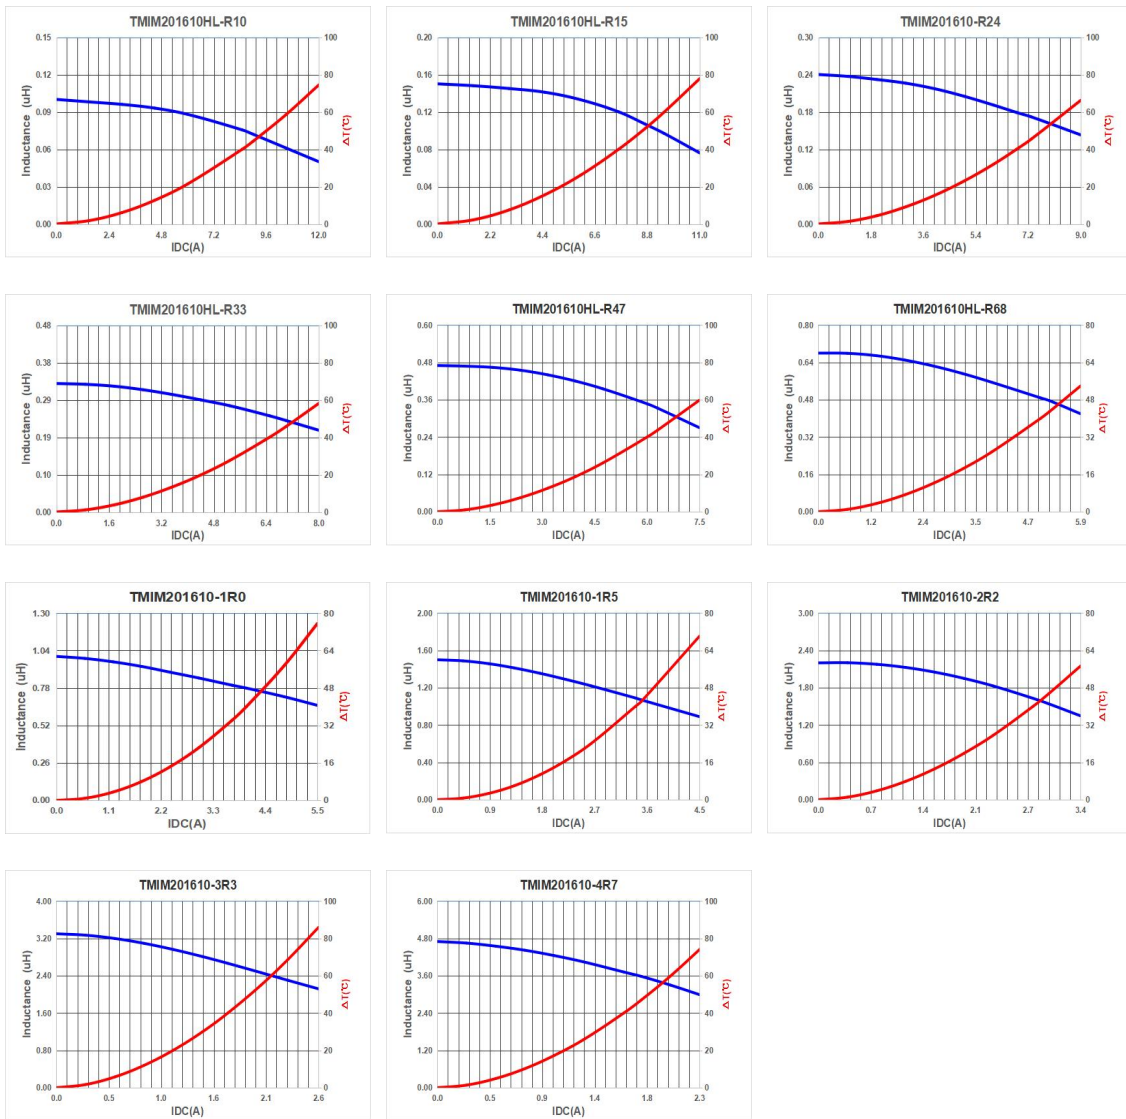 TMIM201610HL-R10
Inductance (uH)
0.15
0.12
0.09
0.06
0.03
0.00
100
80
60
40
20
0
ΔT(℃)
0.0 2.4 4.8 7.2 9.6 12.0
IDC(A)
TMIM201610HL-R15
Inductance (uH)
0.20
0.16
0.12
0.08
0.04
0.00
100
80
60
40
20
0
ΔT(℃)
0.0 2.2 4.4 6.6 8.8 11.0
IDC(A)
TMIM201610-R24
Inductance (uH)
0.30
0.24
0.18
0.12
0.06
0.00
100
80
60
40
20
0
ΔT(℃)
0.0 1.8 3.6 5.4 7.2 9.0
IDC(A)
TMIM201610HL-R33
Inductance (uH)
0.48
0.38
0.29
0.19
0.10
0.00
100
80
60
40
20
0
ΔT(℃)
0.0 1.6 3.2 4.8 6.4 8.0
IDC(A)
TMIM201610HL-R47
Inductance (uH)
0.60
0.48
0.36
0.24
0.12
0.00
100
80
60
40
20
0
ΔT(℃)
0.0 1.5 3.0 4.5 6.0 7.5
IDC(A)
TMIM201610HL-R68
Inductance (uH)
0.80
0.64
0.48
0.32
0.16
0.00
80
64
48
32
16
0
ΔT(℃)
0.0 1.2 2.4 3.5 4.7 5.9
IDC(A)
TMIM201610-1R0
Inductance (uH)
1.30
1.04
0.78
0.52
0.26
0.00
80
64
48
32
16
0
ΔT(℃)
0.0 1.1 2.2 3.3 4.4 5.5
IDC(A)
TMIM201610-1R5
Inductance (uH)
2.00
1.60
1.20
0.80
0.40
0.00
80
64
48
32
16
0
ΔT(℃)
0.0 0.9 1.8 2.7 3.6 4.5
IDC(A)
TMIM201610-2R2
Inductance (uH)
3.00
2.40
1.80
1.20
0.60
0.00
80
64
48
32
16
0
ΔT(℃)
0.0 0.7 1.4 2.1 2.7 3.4
IDC(A)
TMIM201610-3R3
Inductance (uH)
4.00
3.20
2.40
1.60
0.80
0.00
100
80
60
40
20
0
ΔT(℃)
0.0 0.5 1.0 1.6 2.1 2.6
IDC(A)
TMIM201610-4R7
Inductance (uH)
6.00
4.80
3.60
2.40
1.20
0.00
100
80
60
40
20
0
ΔT(℃)
0.0 0.5 0.9 1.4 1.8 2.3
IDC(A)